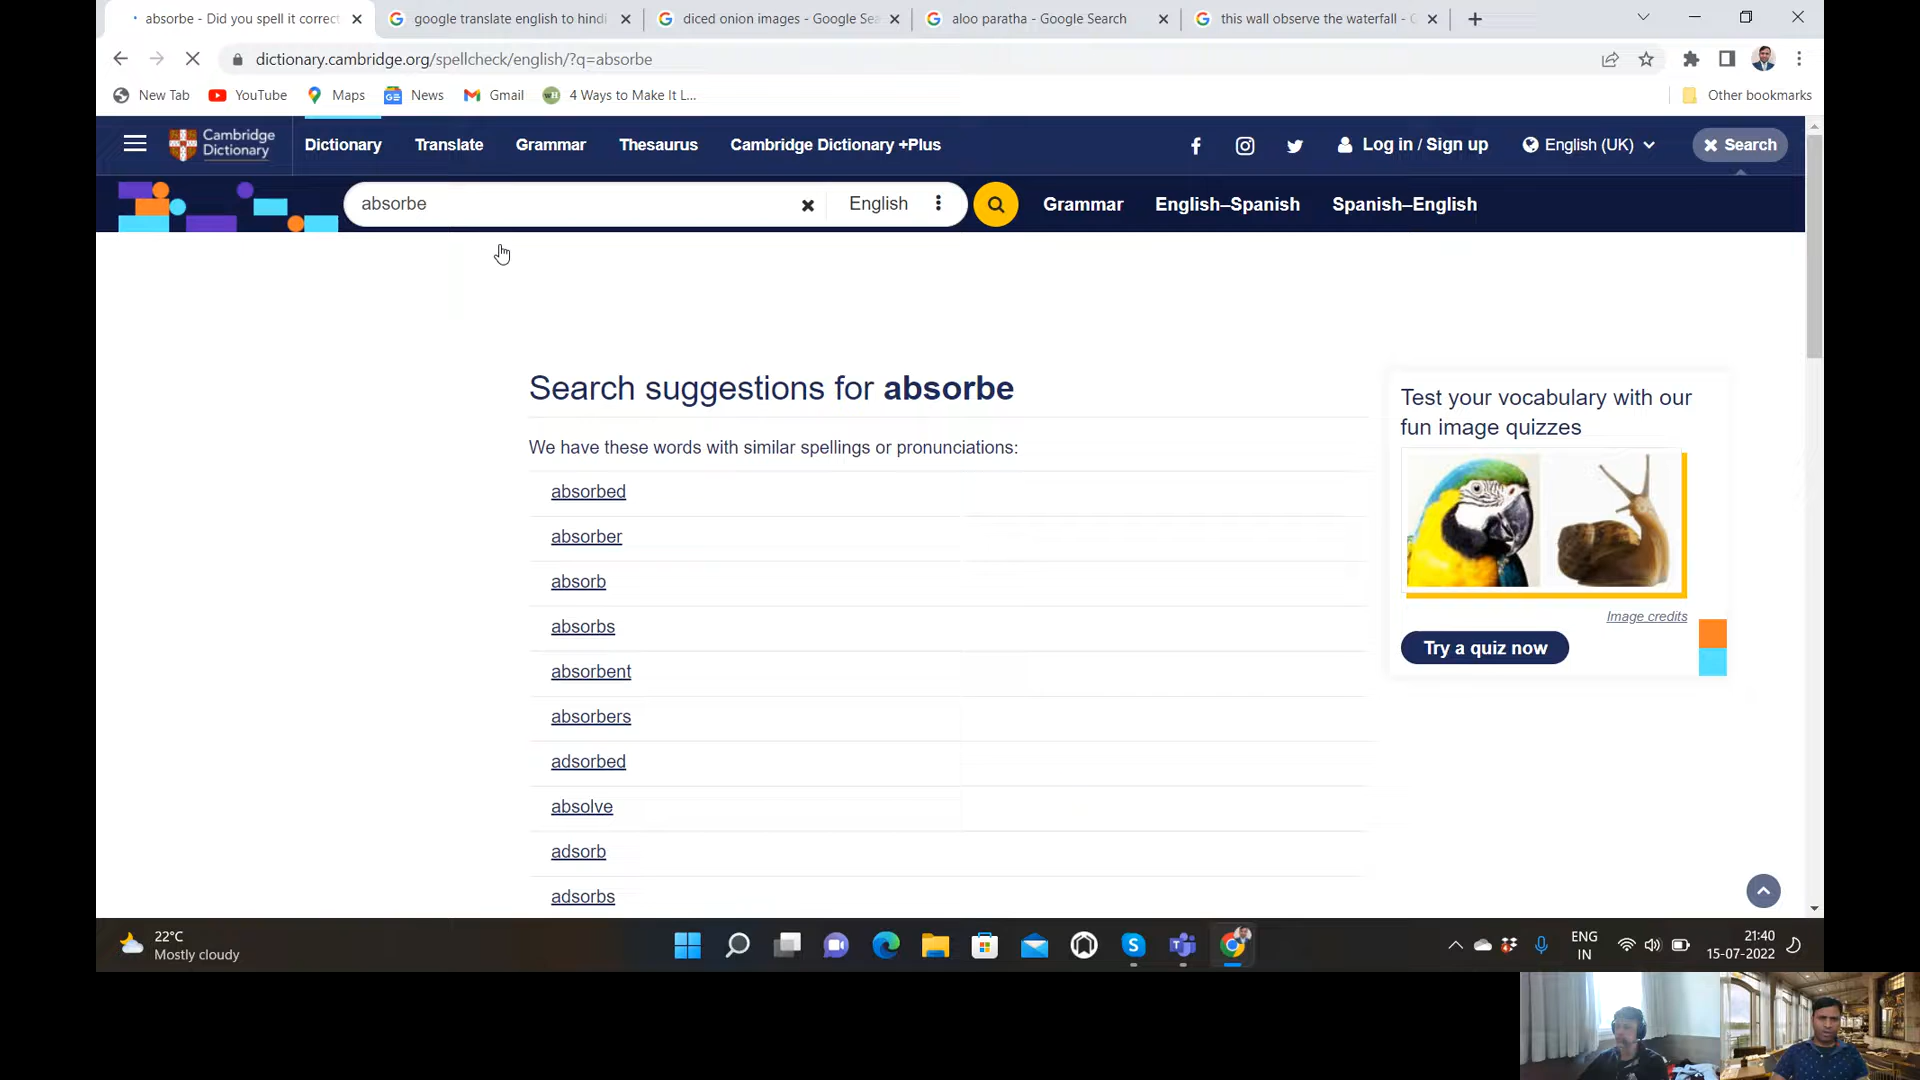 absorbe - Did you spell it correct
google translate english to hindi
diced onion images - Google Sea
aloo paratha - Google Search
this wall observe the waterfall - G
dictionary.cambridge.org/spellcheck/english/?q=absorbe
New Tab
YouTube
Maps
News
Gmail
4 Ways to Make It L...
Other bookmarks
Cambridge
Dictionary
Dictionary
Translate
Grammar
Thesaurus
Cambridge Dictionary +Plus
Log in / Sign up
English (UK)
Search
absorbe
English
Grammar
English–Spanish
Spanish–English
Search suggestions for absorbe
We have these words with similar spellings or pronunciations:
absorbed
absorber
absorb
absorbs
absorbent
absorbers
adsorbed
absolve
adsorb
adsorbs
Test your vocabulary with our
fun image quizzes
Image credits
Try a quiz now
22°C
Mostly cloudy
ENG
IN
21:40
15-07-2022